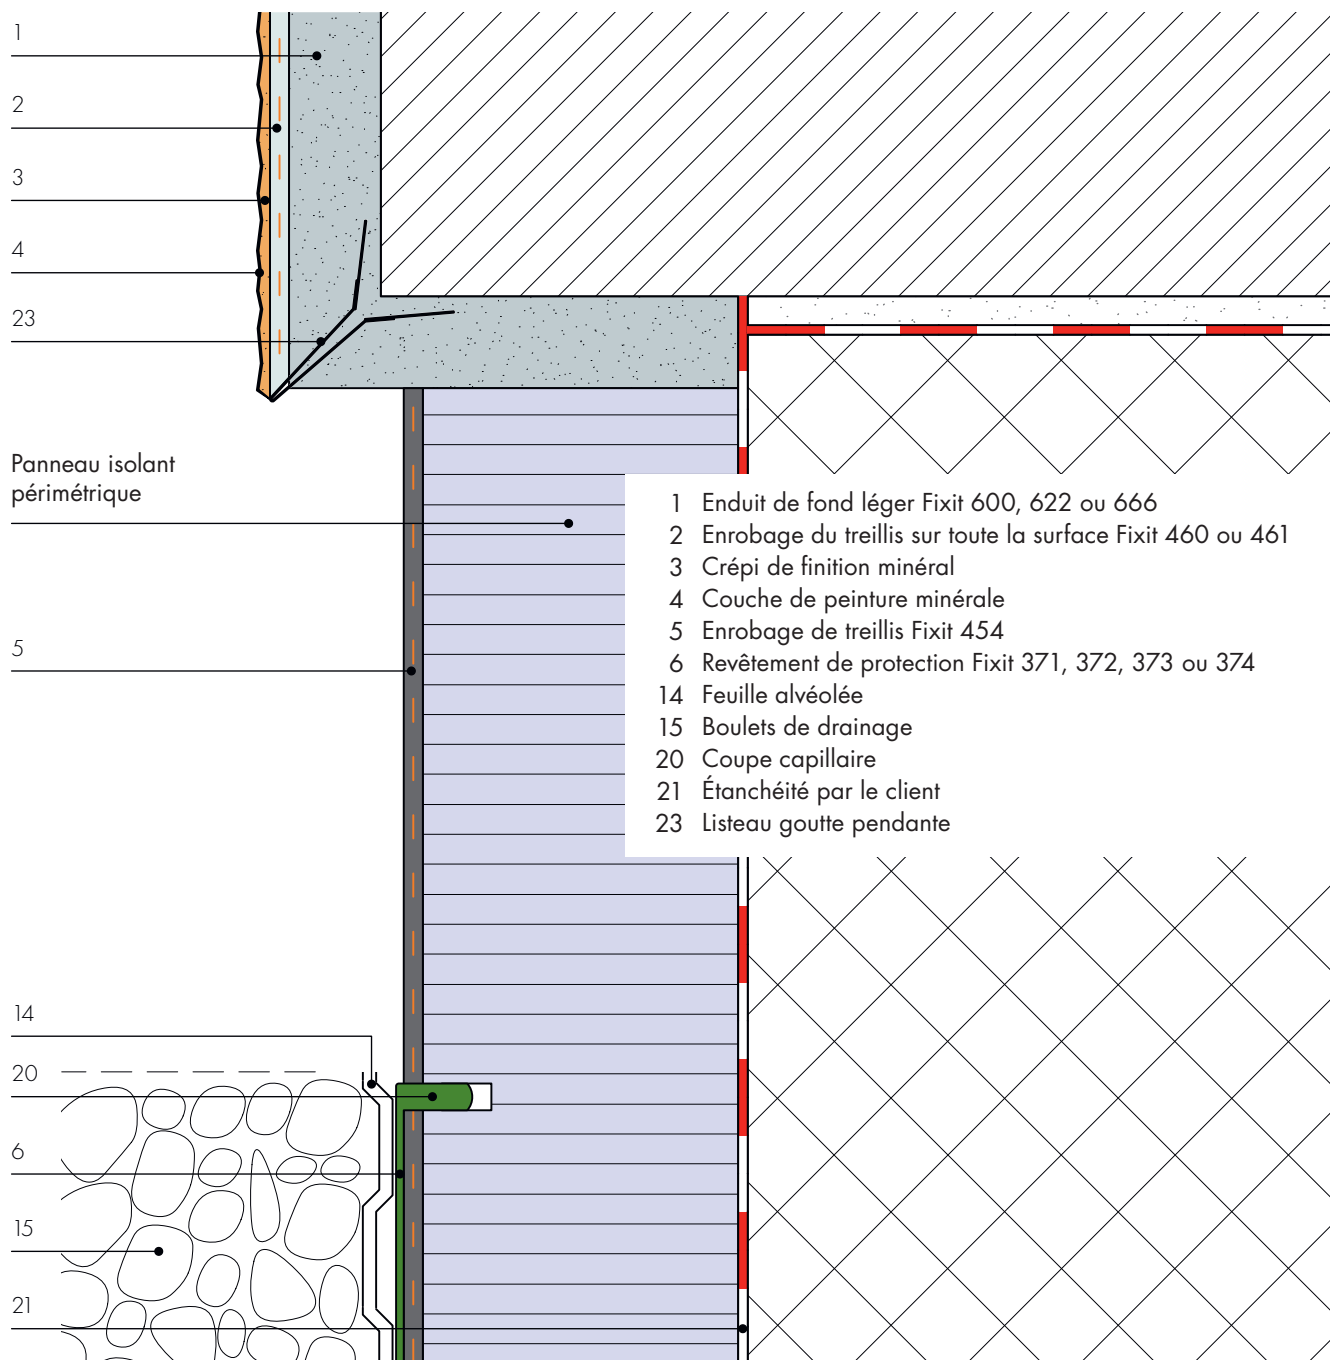 1
2
3
4
23
Panneau isolant
périmétrique
5
14
20
6
15
21
1 Enduit de fond léger Fixit 600, 622 ou 666
2 Enrobage du treillis sur toute la surface Fixit 460 ou 461
3 Crépi de finition minéral
4 Couche de peinture minérale
5 Enrobage de treillis Fixit 454
6 Revêtement de protection Fixit 371, 372, 373 ou 374
14 Feuille alvéolée
15 Boulets de drainage
20 Coupe capillaire
21 Étanchéité par le client
23 Listeau goutte pendante